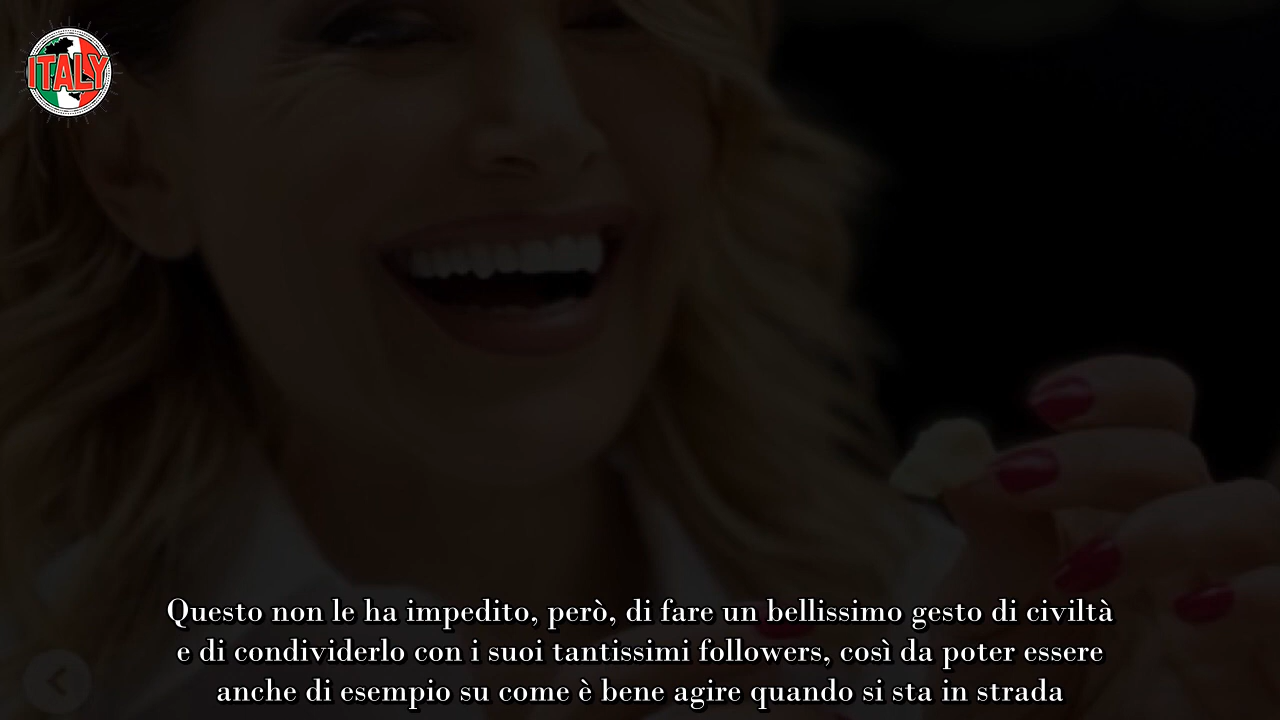 ITALY
Questo non le ha impedito, però, di fare un bellissimo gesto di civiltà
e di condividerlo con i suoi tantissimi followers, così da poter essere
anche di esempio su come è bene agire quando si sta in strada